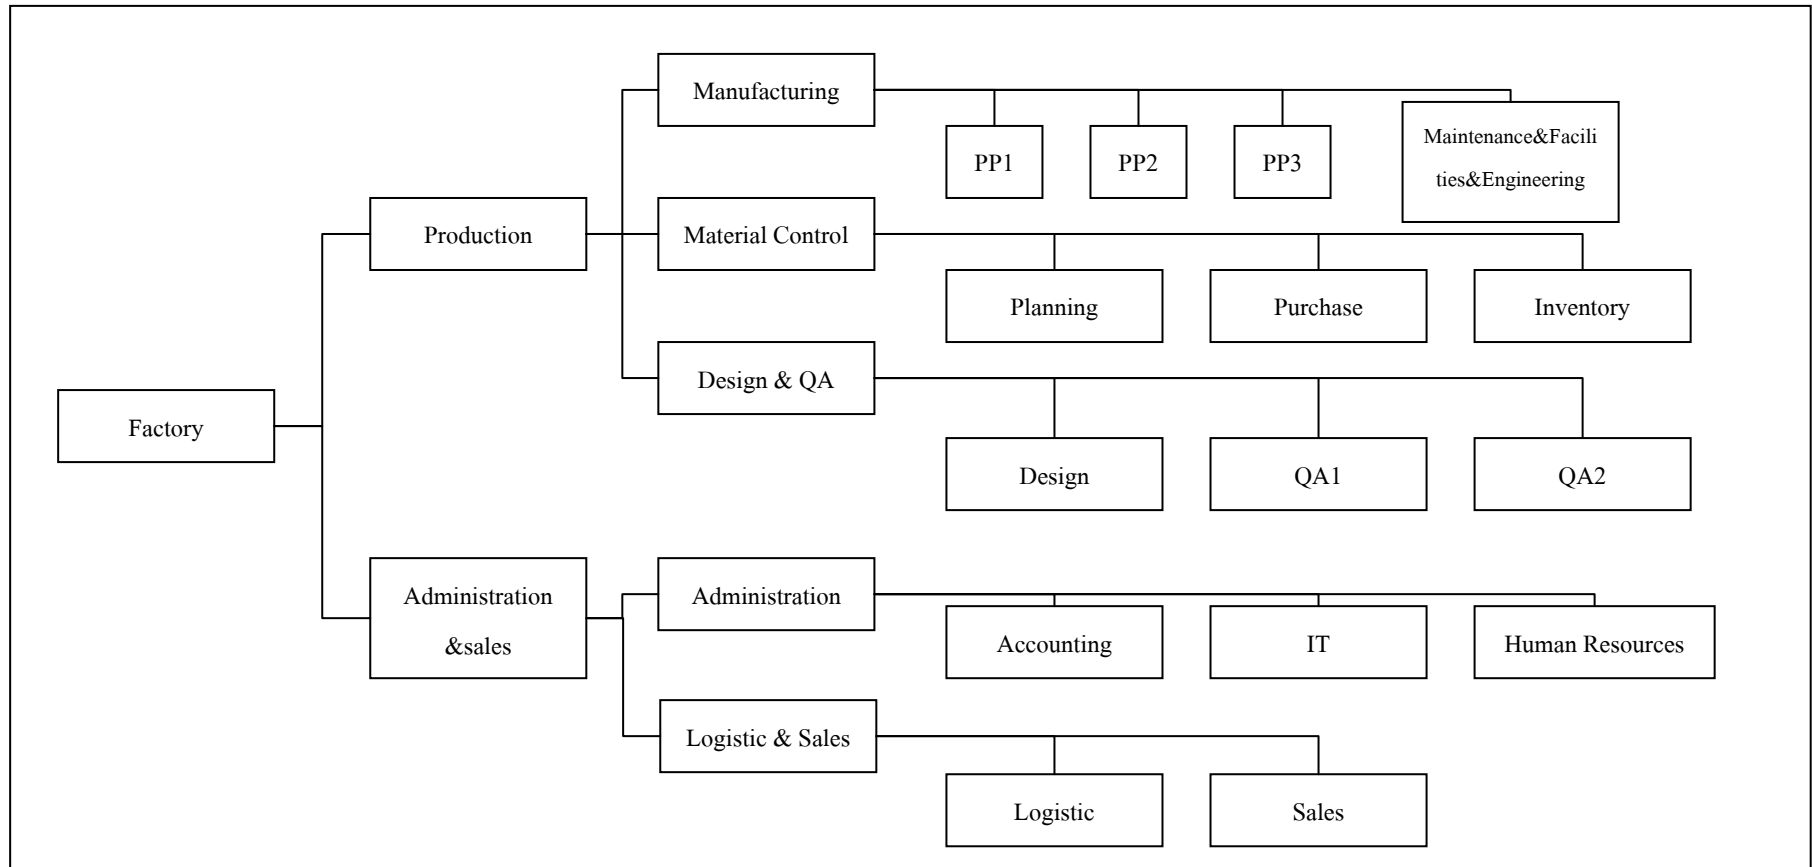 Manufacturing
PP1
PP2
PP3
Maintenance&Facili
ties&Engineering
Production
Material Control
Planning
Purchase
Inventory
Design & QA
Factory
Design
QA1
QA2
Administration
&sales
Administration
Accounting
IT
Human Resources
Logistic & Sales
Logistic
Sales